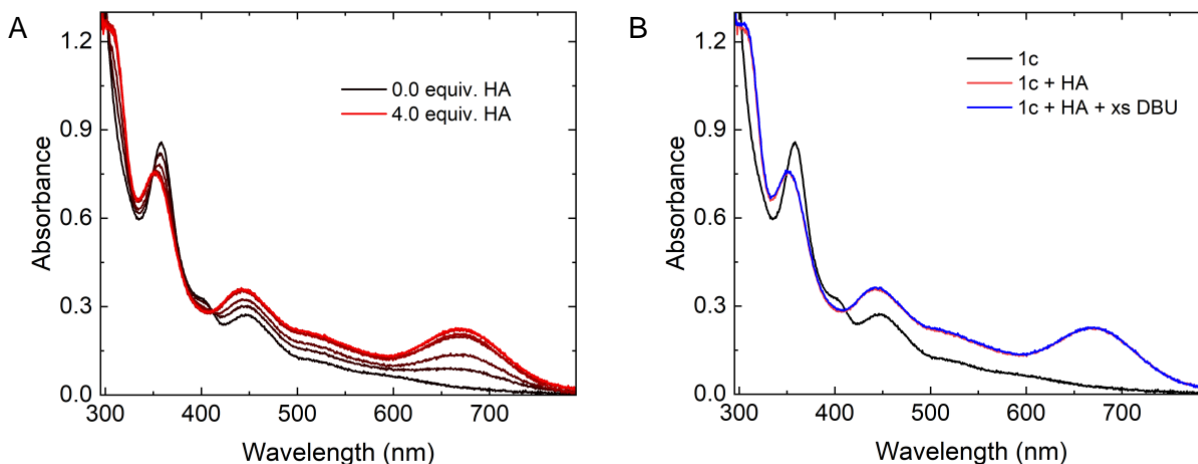 A
B
1.2
0.9
0.6
0.3
0.0
Absorbance
0.0 equiv. HA
4.0 equiv. HA
300 400 500 600 700
Wavelength (nm)
1.2
0.9
0.6
0.3
0.0
Absorbance
1c
1c + HA
1c + HA + xs DBU
300 400 500 600 700
Wavelength (nm)